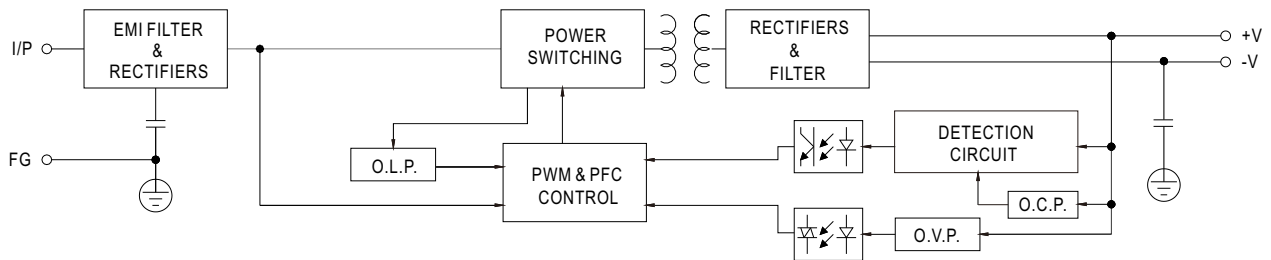 I/P
EMI FILTER
&
RECTIFIERS
POWER
SWITCHING
RECTIFIERS
&
FILTER
+V
-V
FG
O.L.P.
PWM & PFC
CONTROL
DETECTION
CIRCUIT
O.C.P.
O.V.P.